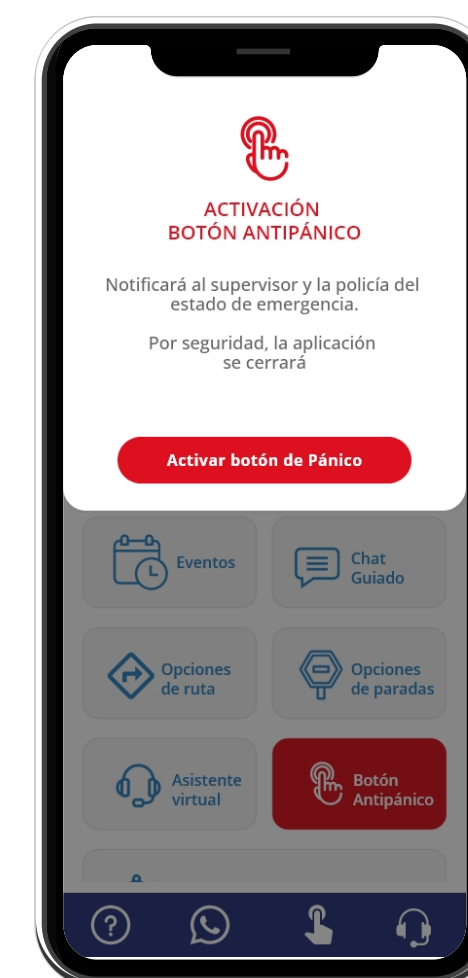 ACTIVACIÓN
BOTÓN ANTIPÁNICO
Notificará al supervisor y la policía del
estado de emergencia.
Por seguridad, la aplicación
se cerrará
Activar botón de Pánico
Eventos
Chat
Guiado
Opciones
de ruta
Opciones
de paradas
Asistente
virtual
Botón
Antipánico
?